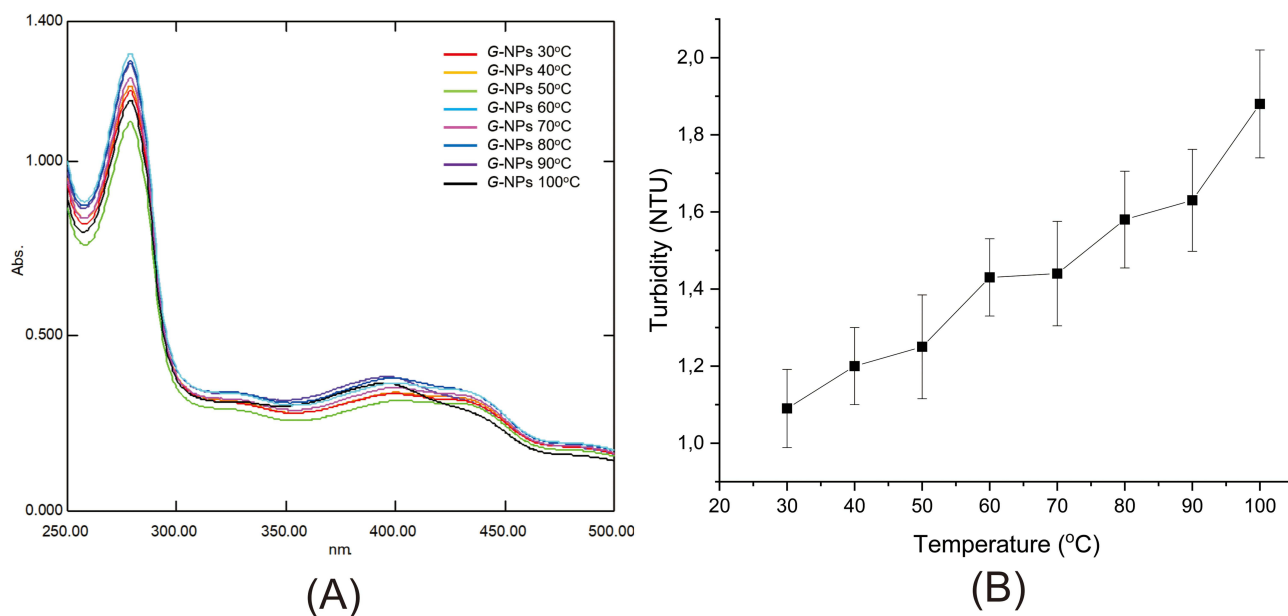 1.400
1.000
0.500
0.000
Abs.
250.00 300.00 350.00 400.00 450.00 500.00
nm.
G-NPs 30°C
G-NPs 40°C
G-NPs 50°C
G-NPs 60°C
G-NPs 70°C
G-NPs 80°C
G-NPs 90°C
G-NPs 100°C
(A)
2,0
1,8
1,6
1,4
1,2
1,0
Turbidity (NTU)
20 30 40 50 60 70 80 90 100
Temperature (°C)
(B)